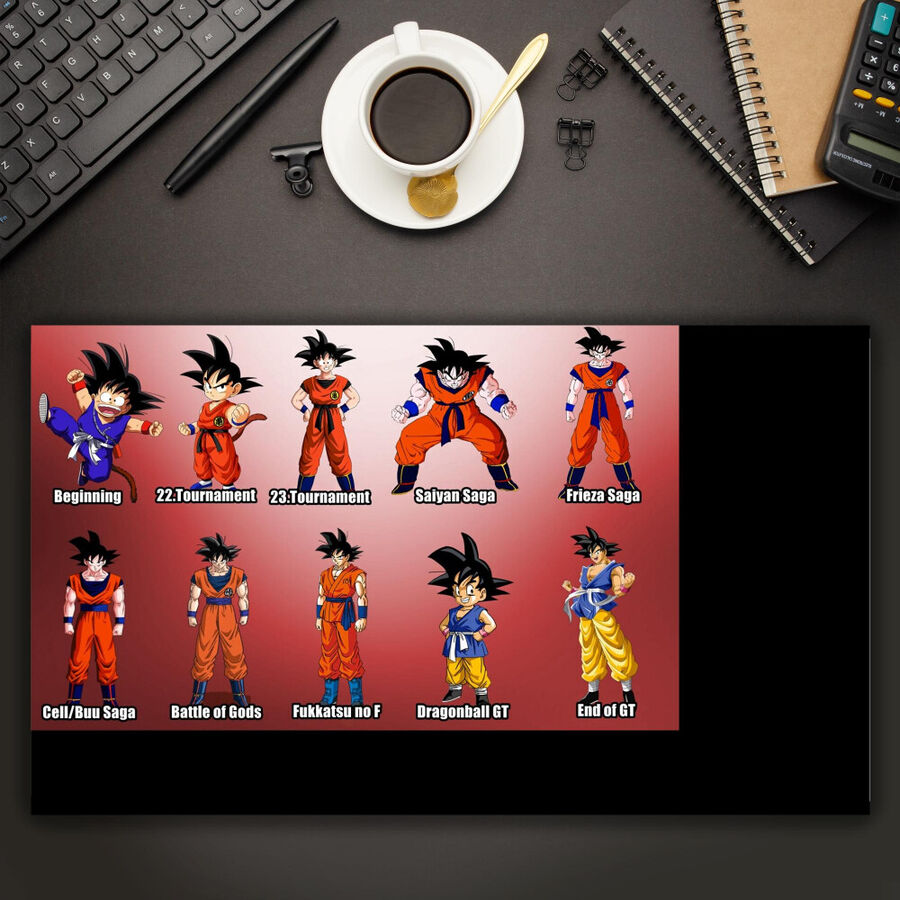 Beginning
22.Tournament
23.Tournament
Saiyan Saga
Frieza Saga
Cell/Buu Saga
Battle of Gods
Fukkatsu no F
Dragonball GT
End of GT